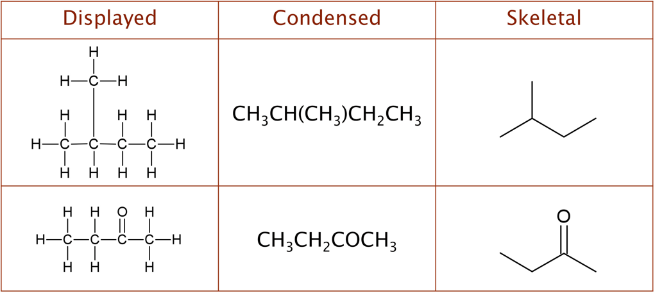 Displayed Condensed Skeletal
H
H—C—H
H H H
H—C—C—C—C—H
H H H H
CH₃CH(CH₃)CH₂CH₃
H H O H
H—C—C—C—C—H
H H H
CH₃CH₂COCH₃
O